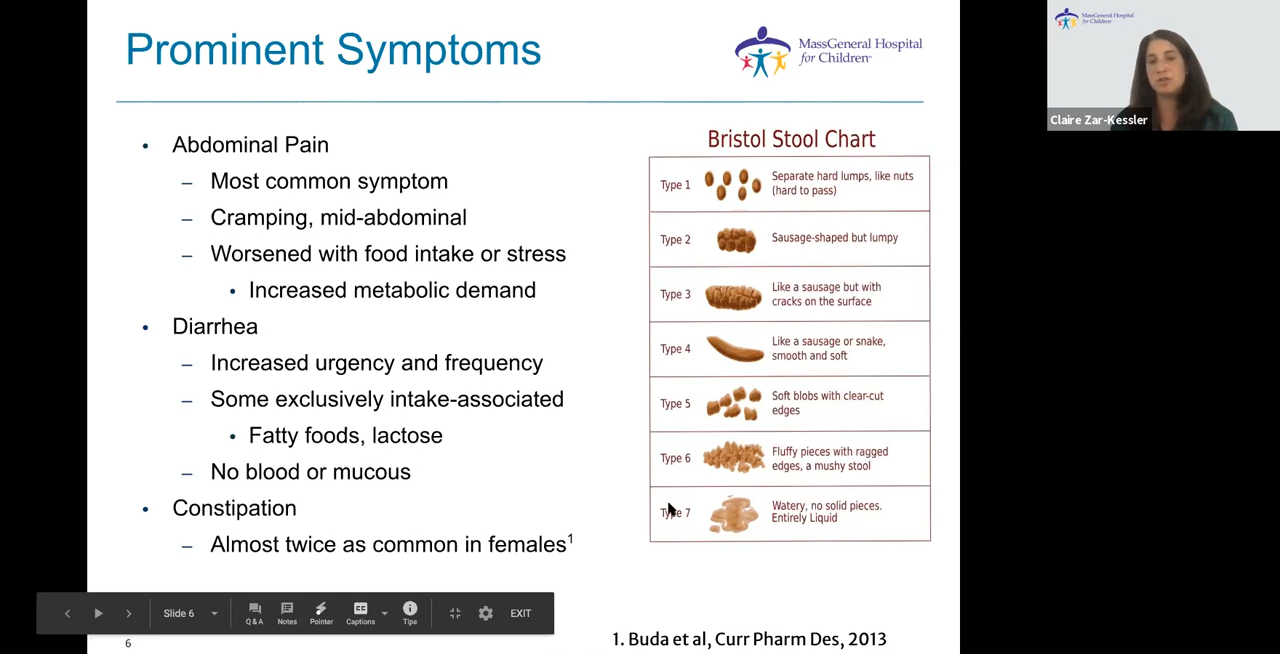 Prominent Symptoms
MassGeneral Hospital
for Children™
• Abdominal Pain
– Most common symptom
– Cramping, mid-abdominal
– Worsened with food intake or stress
• Increased metabolic demand
• Diarrhea
– Increased urgency and frequency
– Some exclusively intake-associated
• Fatty foods, lactose
– No blood or mucous
• Constipation
– Almost twice as common in females¹
Bristol Stool Chart
Type 1
Separate hard lumps, like nuts
(hard to pass)
Type 2
Sausage-shaped but lumpy
Type 3
Like a sausage but with
cracks on the surface
Type 4
Like a sausage or snake,
smooth and soft
Type 5
Soft blobs with clear-cut
edges
Type 6
Fluffy pieces with ragged
edges, a mushy stool
Type 7
Watery, no solid pieces.
Entirely Liquid
Slide 6
Q & A
Notes
Pointer
CC
Captions
Tips
EXIT
6
1. Buda et al, Curr Pharm Des, 2013
MassGeneral Hospital
for Children
Claire Zar-Kessler